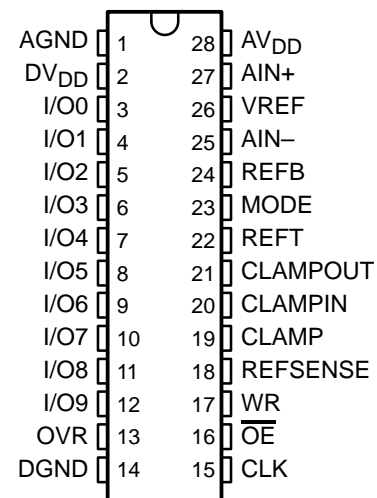 AGND 1 28 AVDD
DVDD 2 27 AIN+
I/O0 3 26 VREF
I/O1 4 25 AIN–
I/O2 5 24 REFB
I/O3 6 23 MODE
I/O4 7 22 REFT
I/O5 8 21 CLAMPOUT
I/O6 9 20 CLAMPIN
I/O7 10 19 CLAMP
I/O8 11 18 REFSENSE
I/O9 12 17 WR
OVR 13 16 O̅E̅
DGND 14 15 CLK